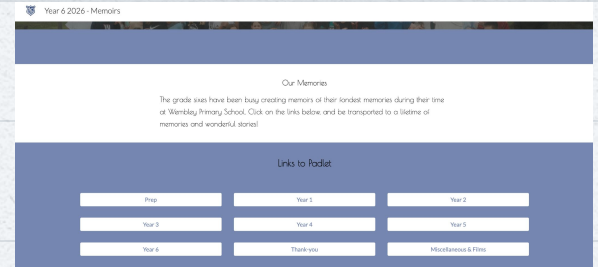 Year 6 2026 - Memoirs
Our Memories
The grade sixes have been busy creating memoirs of their fondest memories during their time
at Wembley Primary School. Click on the links below, and be transported to a lifetime of
memories and wonderful stories!
Links to Padlet
Prep
Year 1
Year 2
Year 3
Year 4
Year 5
Year 6
Thank-you
Miscellaneous & Films